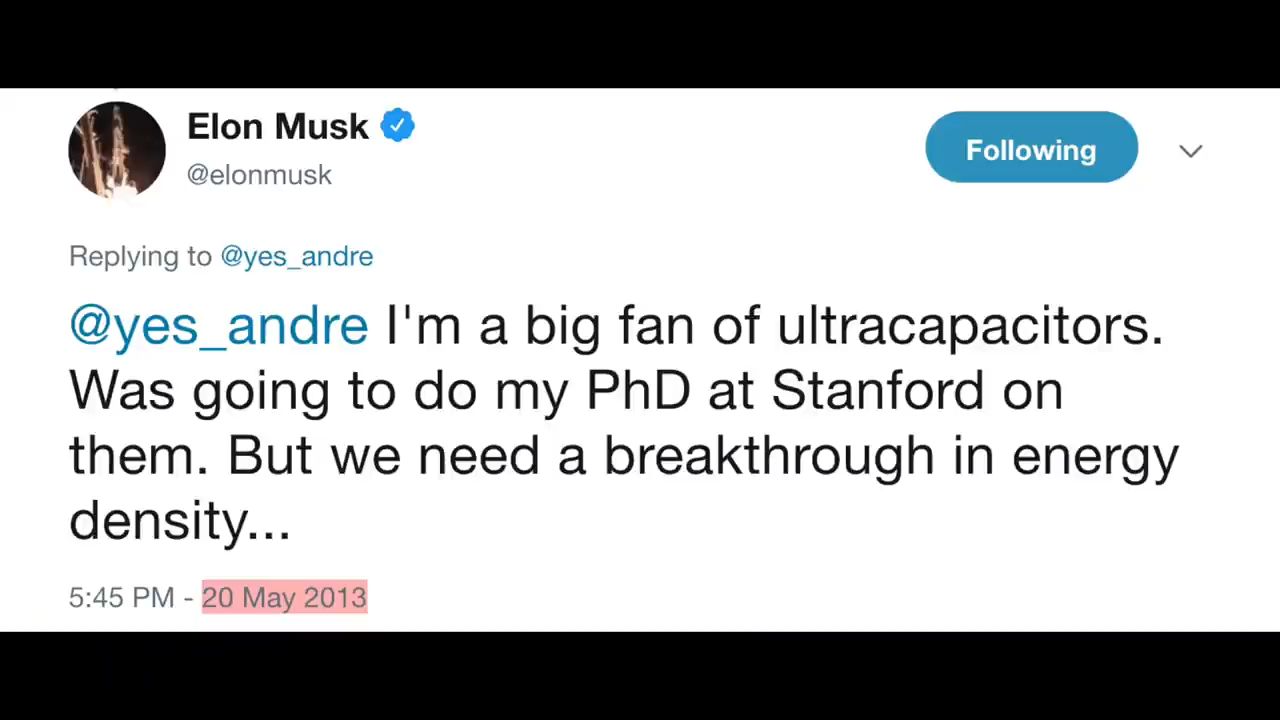 Elon Musk
@elonmusk
Following
Replying to @yes_andre
@yes_andre I'm a big fan of ultracapacitors.
Was going to do my PhD at Stanford on
them. But we need a breakthrough in energy
density...
5:45 PM - 20 May 2013